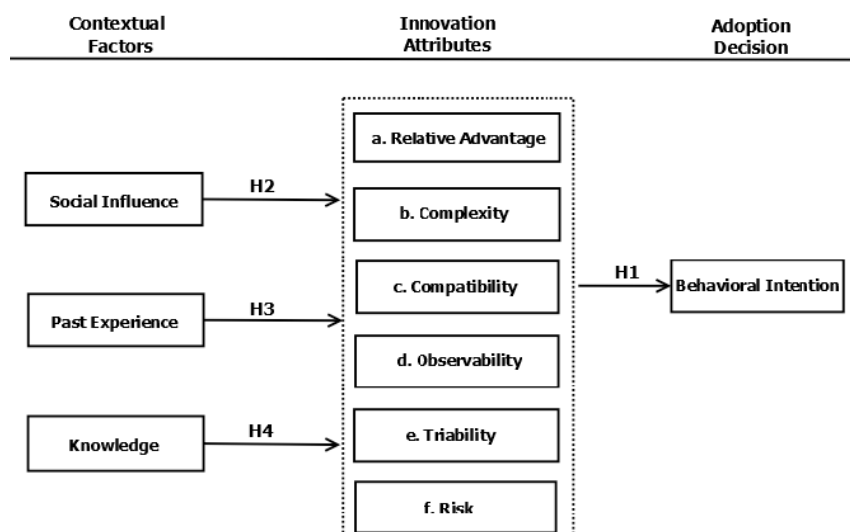 Contextual
Factors
Innovation
Attributes
Adoption
Decision
a. Relative Advantage
H2
Social Influence
b. Complexity
H1
c. Compatibility
Behavioral Intention
H3
Past Experience
d. Observability
H4
Knowledge
e. Triability
f. Risk